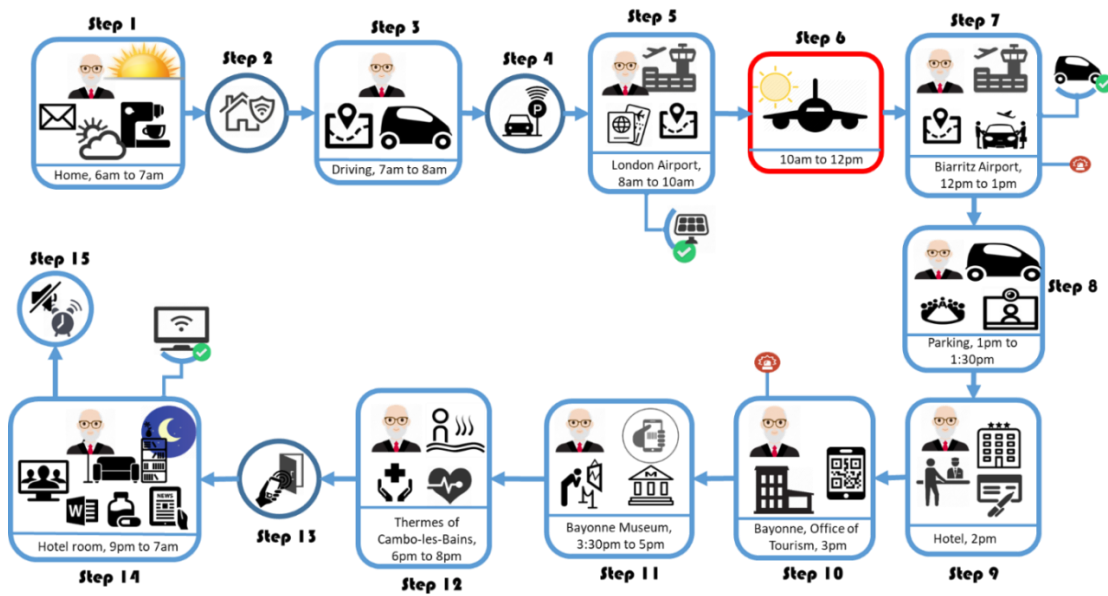 Step 1
Step 2
Step 3
Step 4
Step 5
Step 6
Step 7
P
Home, 6am to 7am
Driving, 7am to 8am
London Airport,
8am to 10am
10am to 12pm
Biarritz Airport,
12pm to 1pm
Step 8
Parking, 1pm to
1:30pm
Hotel, 2pm
Step 9
Bayonne, Office of
Tourism, 3pm
Step 10
M
Bayonne Museum,
3:30pm to 5pm
Step 11
Thermes of
Cambo-les-Bains,
6pm to 8pm
Step 12
Step 13
NEWS
W
Hotel room, 9pm to 7am
Step 14
Step 15